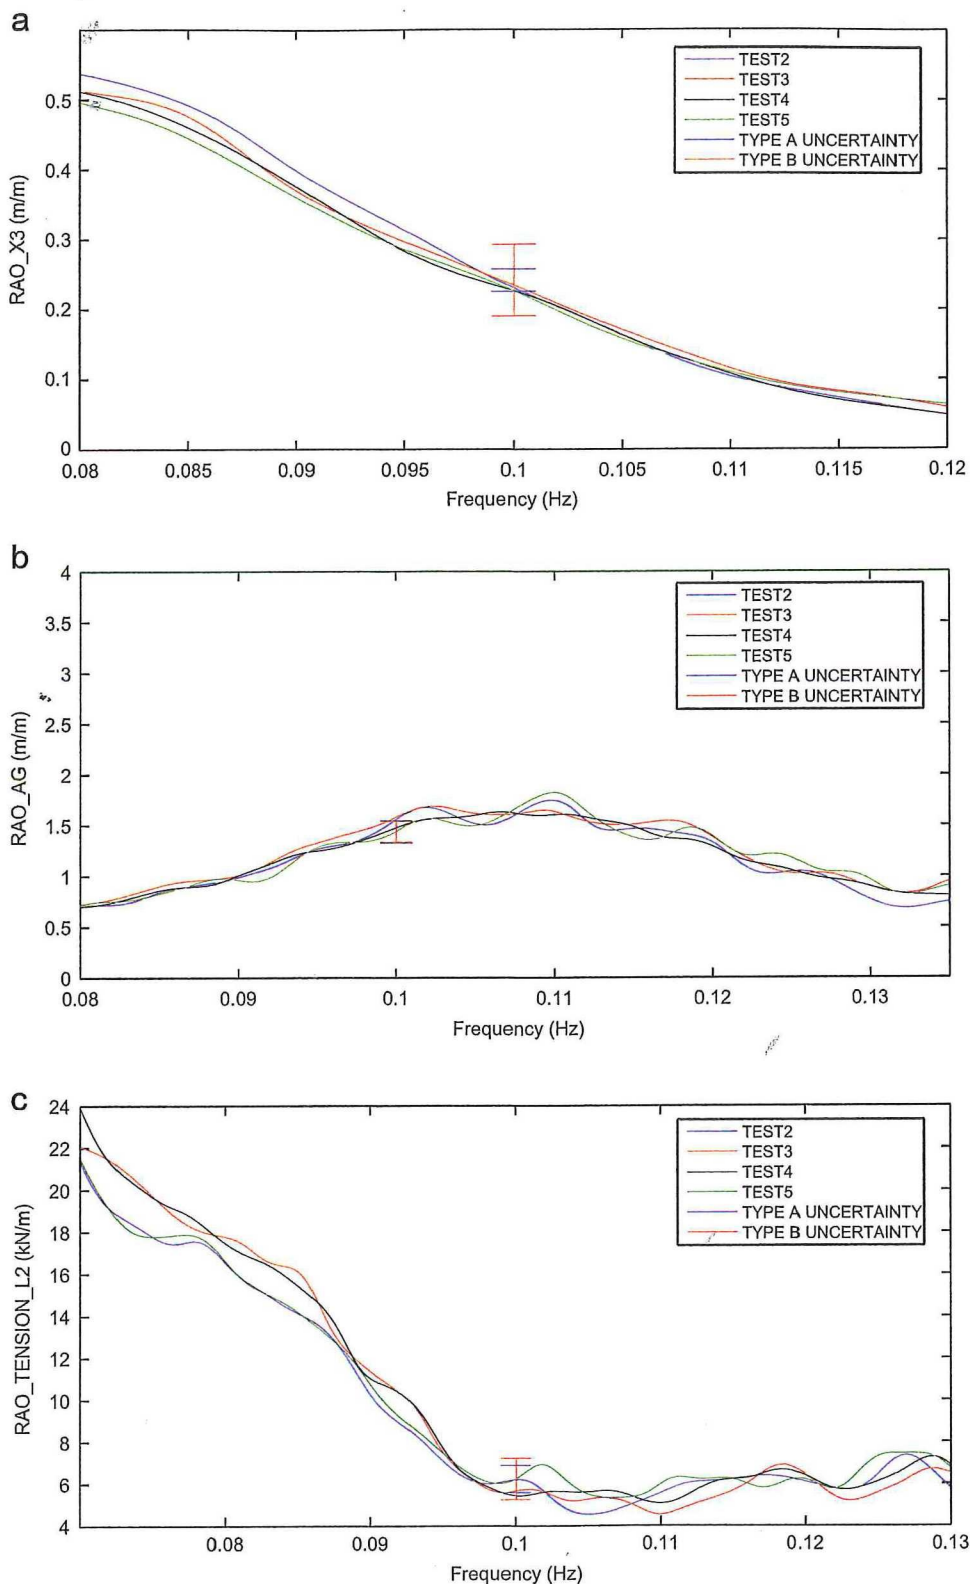 a
TEST2
TEST3
TEST4
TEST5
TYPE A UNCERTAINTY
TYPE B UNCERTAINTY
RAO_X3 (m/m)
0.5
0.4
0.3
0.2
0.1
0
0.08 0.085 0.09 0.095 0.1 0.105 0.11 0.115 0.12
Frequency (Hz)
b
TEST2
TEST3
TEST4
TEST5
TYPE A UNCERTAINTY
TYPE B UNCERTAINTY
RAO_AG (m/m)
4
3.5
3
2.5
2
1.5
1
0.5
0
0.08 0.09 0.1 0.11 0.12 0.13
Frequency (Hz)
c
TEST2
TEST3
TEST4
TEST5
TYPE A UNCERTAINTY
TYPE B UNCERTAINTY
RAO_TENSION_L2 (kN/m)
24
22
20
18
16
14
12
10
8
6
4
0.08 0.09 0.1 0.11 0.12 0.13
Frequency (Hz)